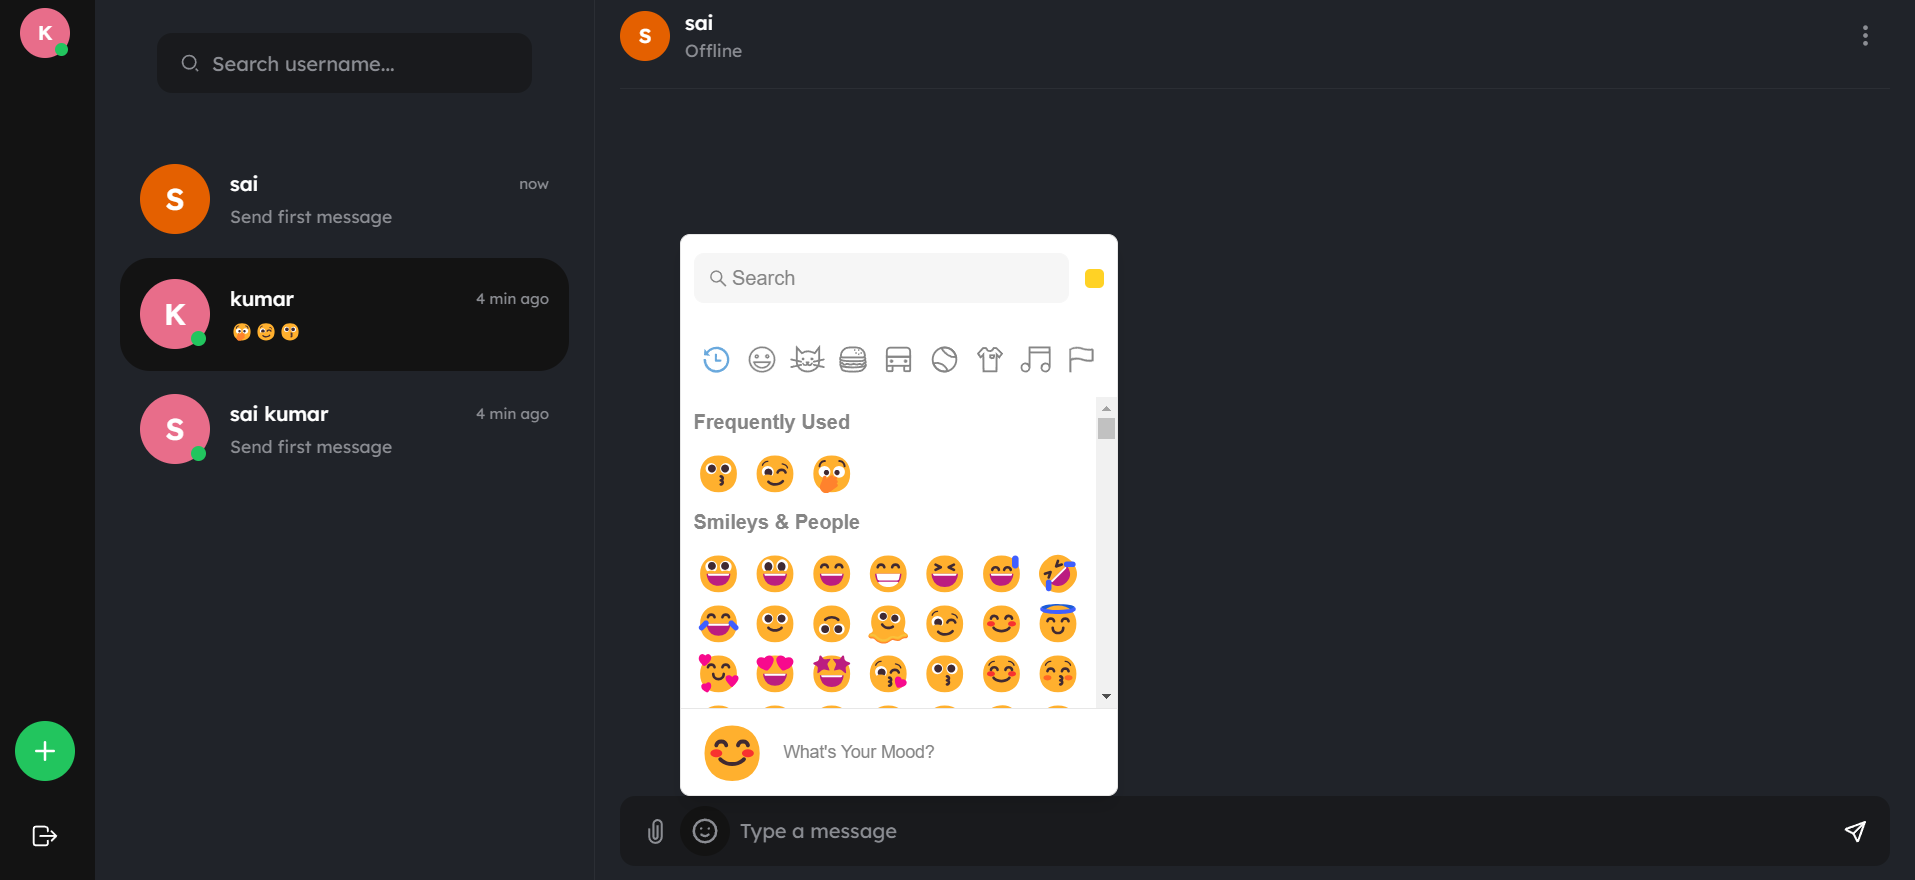 K
Search username...
S
sai
now
Send first message
K
kumar
4 min ago
S
sai kumar
4 min ago
Send first message
S
sai
Offline
Search
Frequently Used
Smileys & People
What's Your Mood?
Type a message